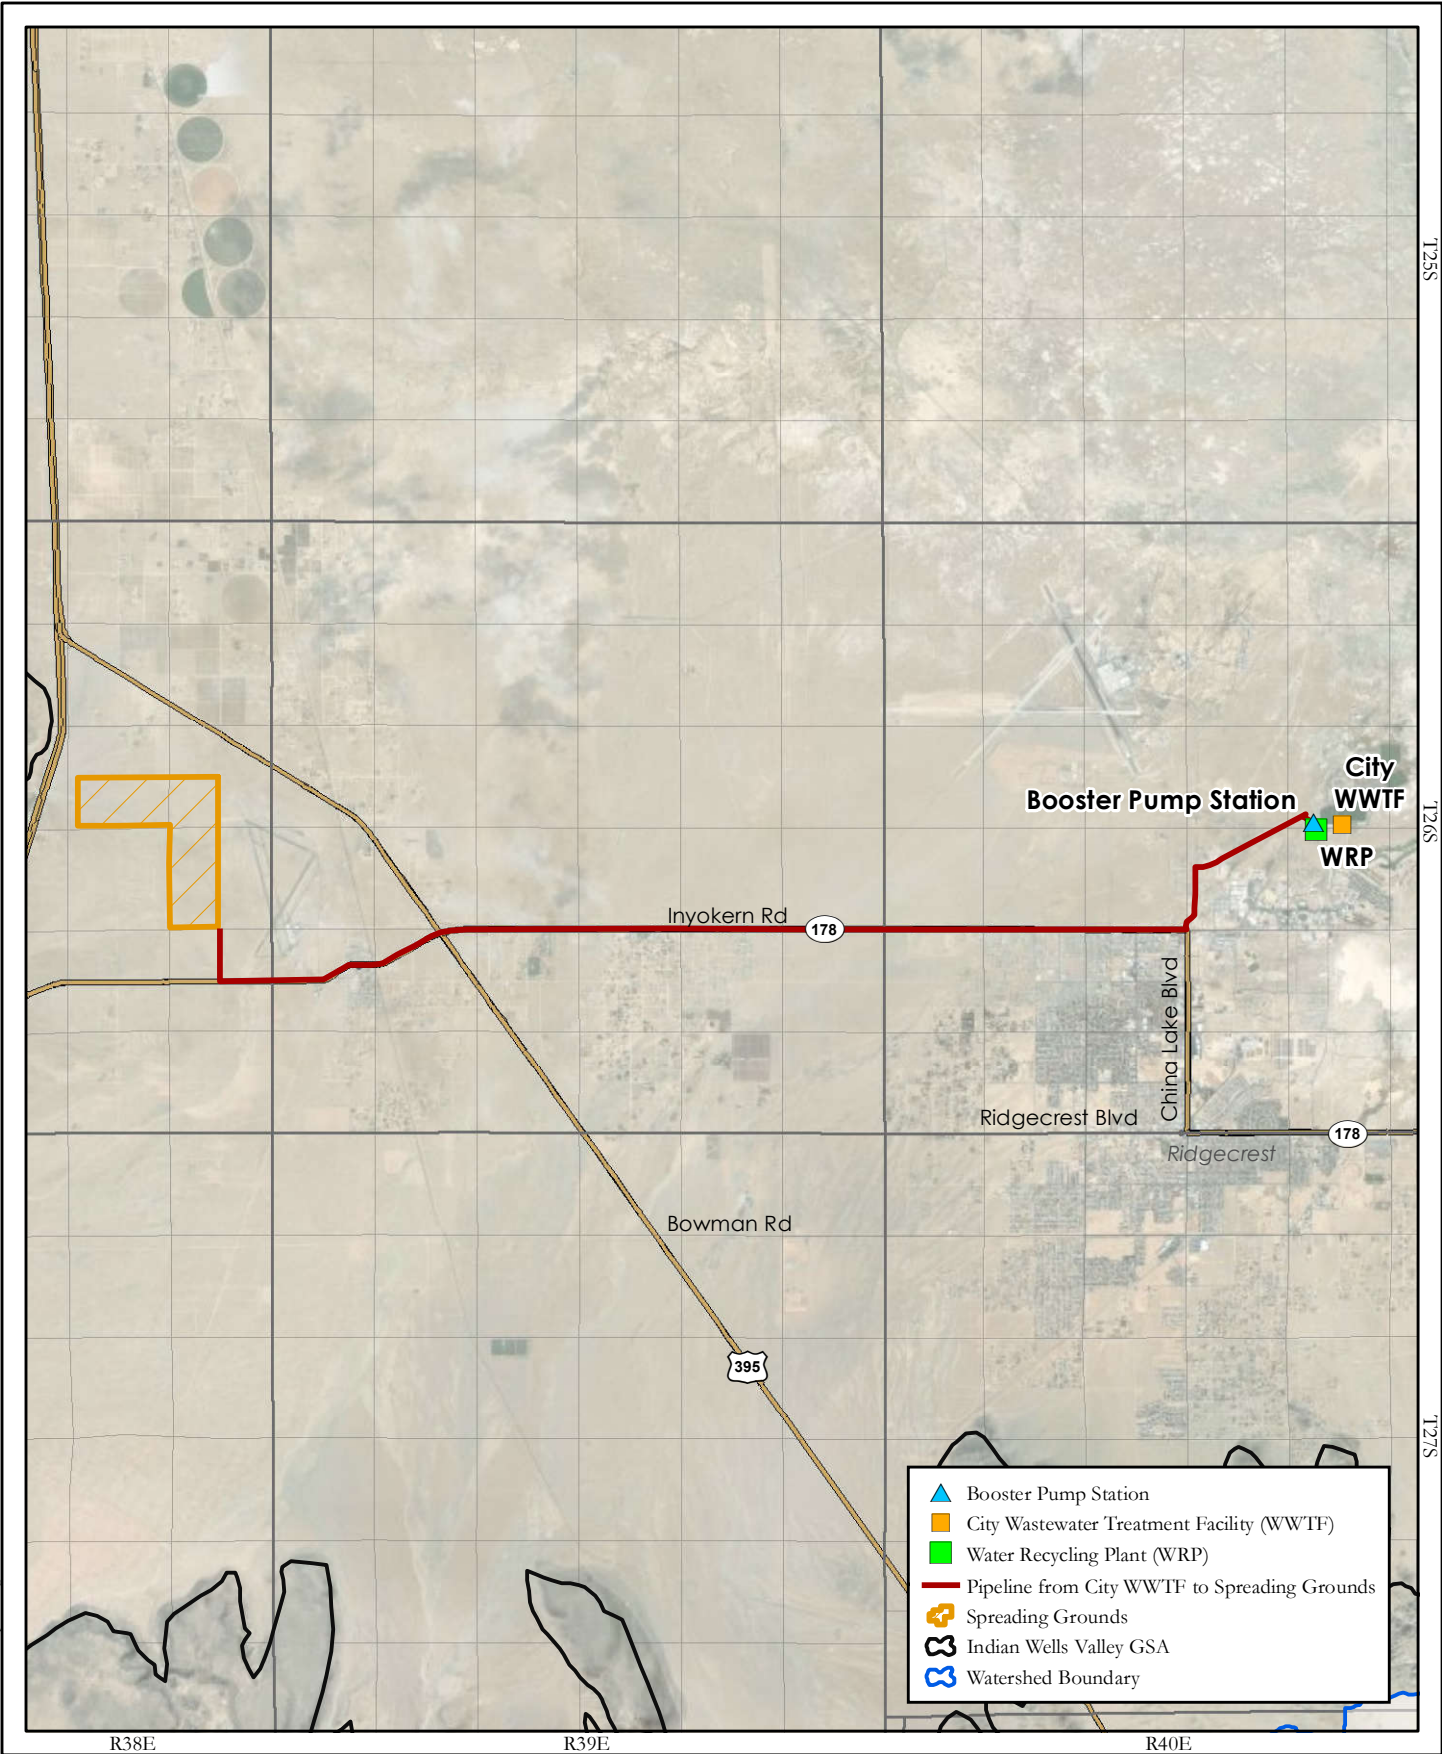 T25S
City
WWTF
Booster Pump Station
T26S
WRP
Inyokern Rd
178
China Lake Blvd
Ridgecrest Blvd
178
Ridgecrest
Bowman Rd
395
T27S
Booster Pump Station
City Wastewater Treatment Facility (WWTF)
Water Recycling Plant (WRP)
Pipeline from City WWTF to Spreading Grounds
Spreading Grounds
Indian Wells Valley GSA
Watershed Boundary
R38E
R39E
R40E